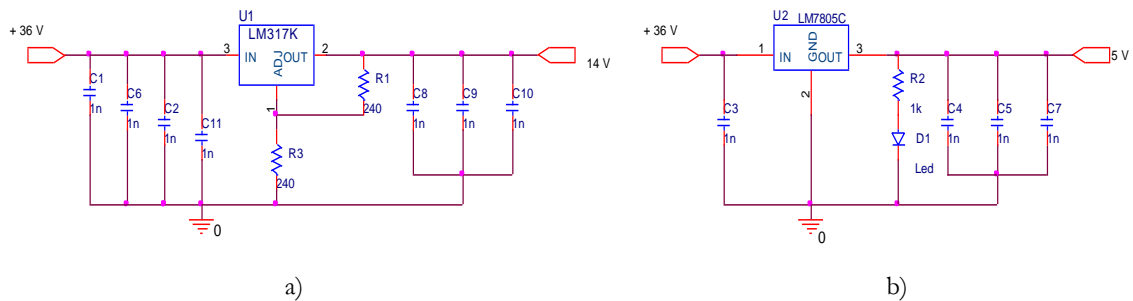 U1
LM317K
+ 36 V
3
IN
OUT
2
ADJ
1
14 V
C1
1n
C6
1n
C2
1n
C11
1n
R1
240
R3
240
C8
1n
C9
1n
C10
1n
0
a)
U2
LM7805C
+36 V
1
IN
GND
OUT
3
2
5 V
C3
1n
R2
1k
D1
Led
C4
1n
C5
1n
C7
1n
0
b)